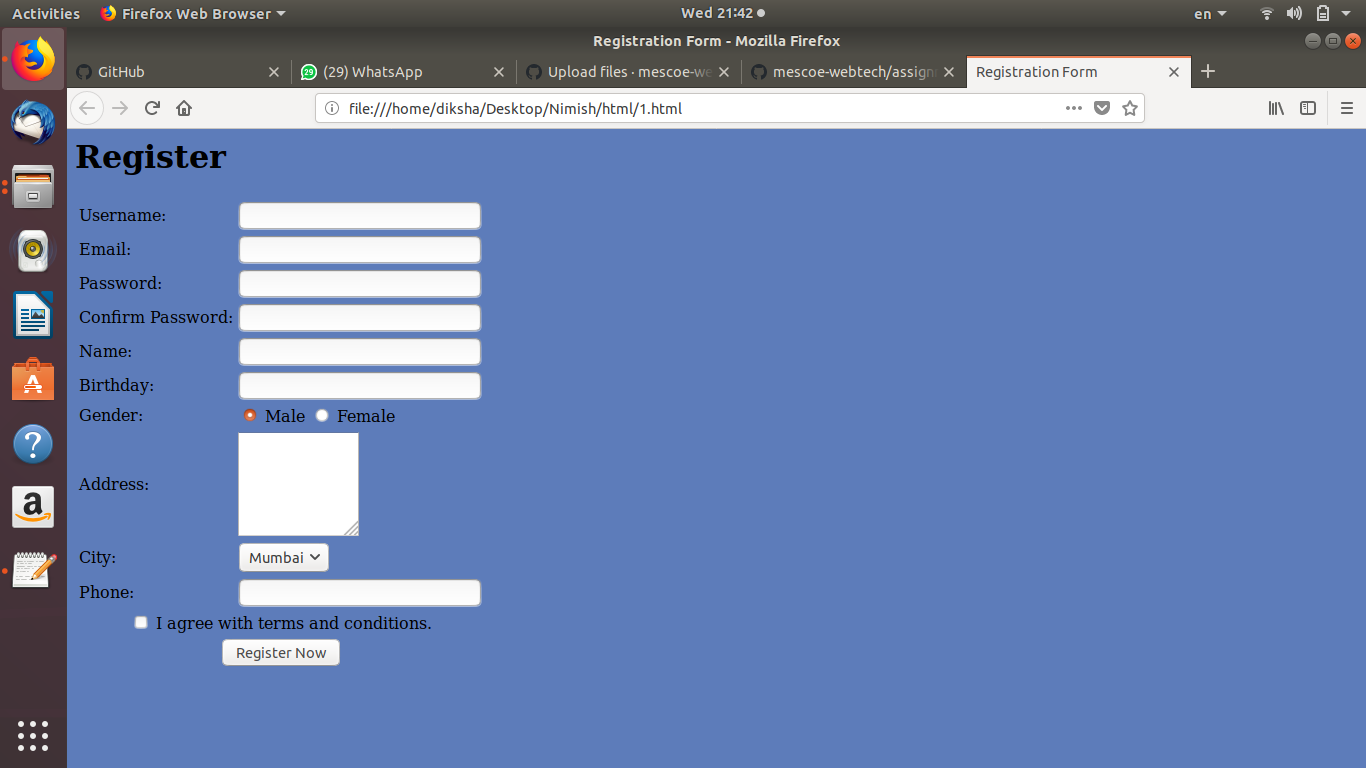 Activities Firefox Web Browser Wed 21:42 en
Registration Form - Mozilla Firefox
GitHub (29) WhatsApp Upload files · mescoe-we mescoe-webtech/assign Registration Form
file:///home/diksha/Desktop/Nimish/html/1.html
Register
Username:
Email:
Password:
Confirm Password:
Name:
Birthday:
Gender: Male Female
Address:
City: Mumbai
Phone:
I agree with terms and conditions.
Register Now